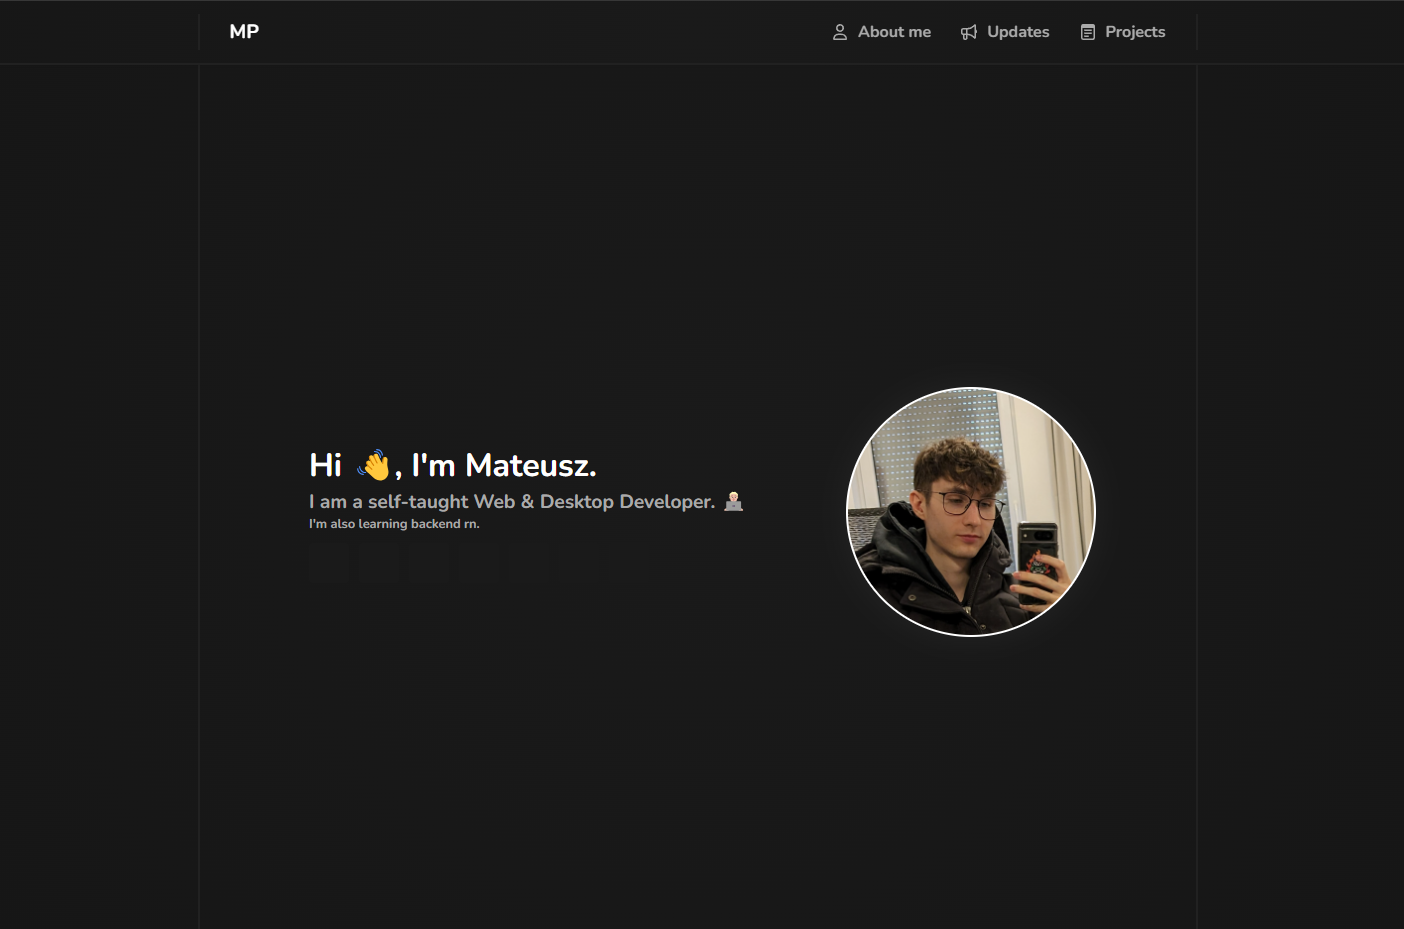 MP
About me
Updates
Projects
Hi 👋, I'm Mateusz.
I am a self-taught Web & Desktop Developer. 🧑🏼‍💻
I'm also learning backend rn.